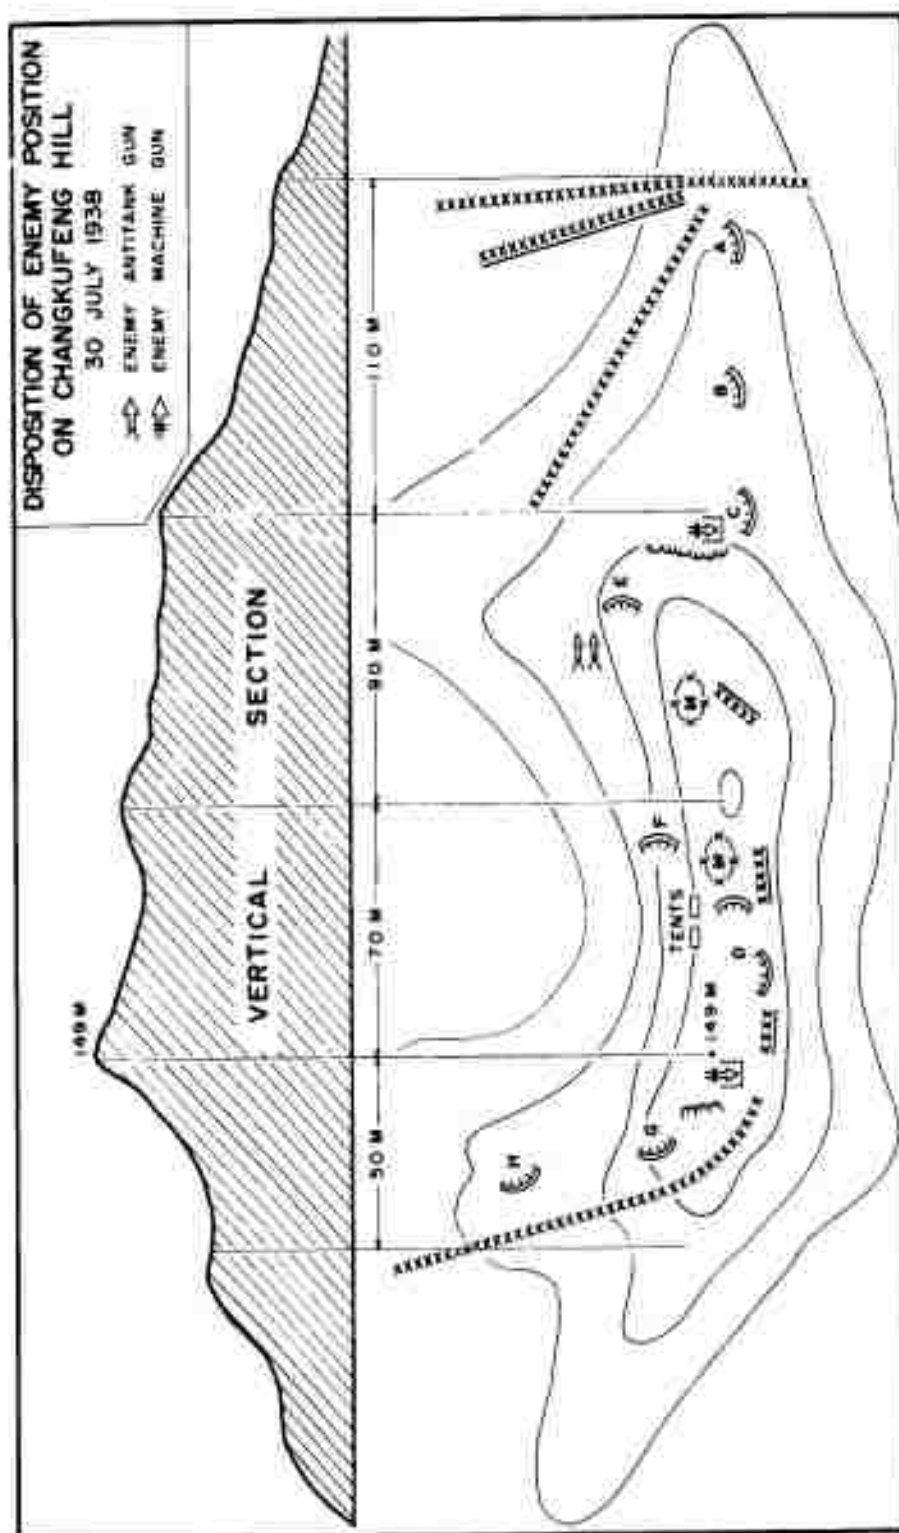 DISPOSITION OF ENEMY POSITION
ON CHANGKUFENG HILL
30 JULY 1938
ENEMY ANTITANK GUN
ENEMY MACHINE GUN
149 M
VERTICAL SECTION
50 M
70 M
90 M
110 M
H
G
149 M
D
TENTS
F
M
M
E
C
B
A